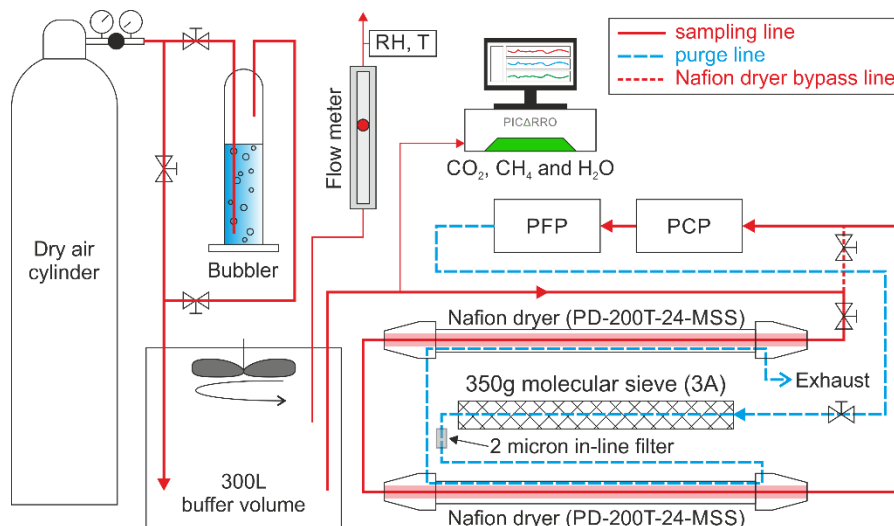 RH, T
sampling line
purge line
Nafion dryer bypass line
Flow meter
PICΔRRO
CO₂, CH₄ and H₂O
Dry air
cylinder
Bubbler
PFP
PCP
Nafion dryer (PD-200T-24-MSS)
Exhaust
350g molecular sieve (3A)
2 micron in-line filter
300L
buffer volume
Nafion dryer (PD-200T-24-MSS)